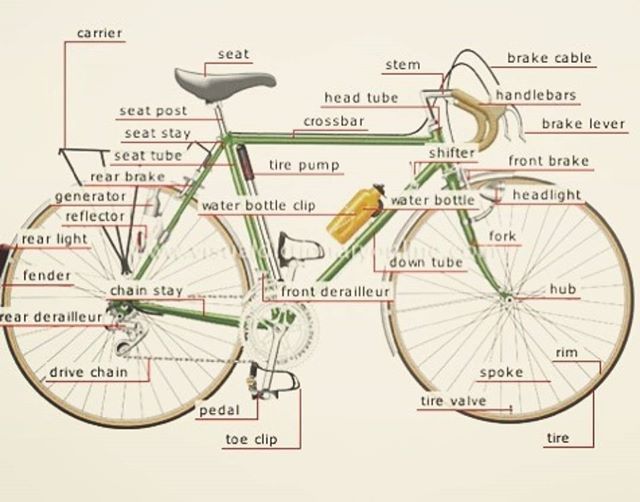 carrier
seat
stem
brake cable
seat post
head tube
handlebars
seat stay
crossbar
brake lever
seat tube
tire pump
shifter
front brake
rear brake
generator
water bottle clip
water bottle
headlight
reflector
rear light
fork
down tube
fender
chain stay
front derailleur
hub
rear derailleur
rim
drive chain
spoke
pedal
tire valve
toe clip
tire